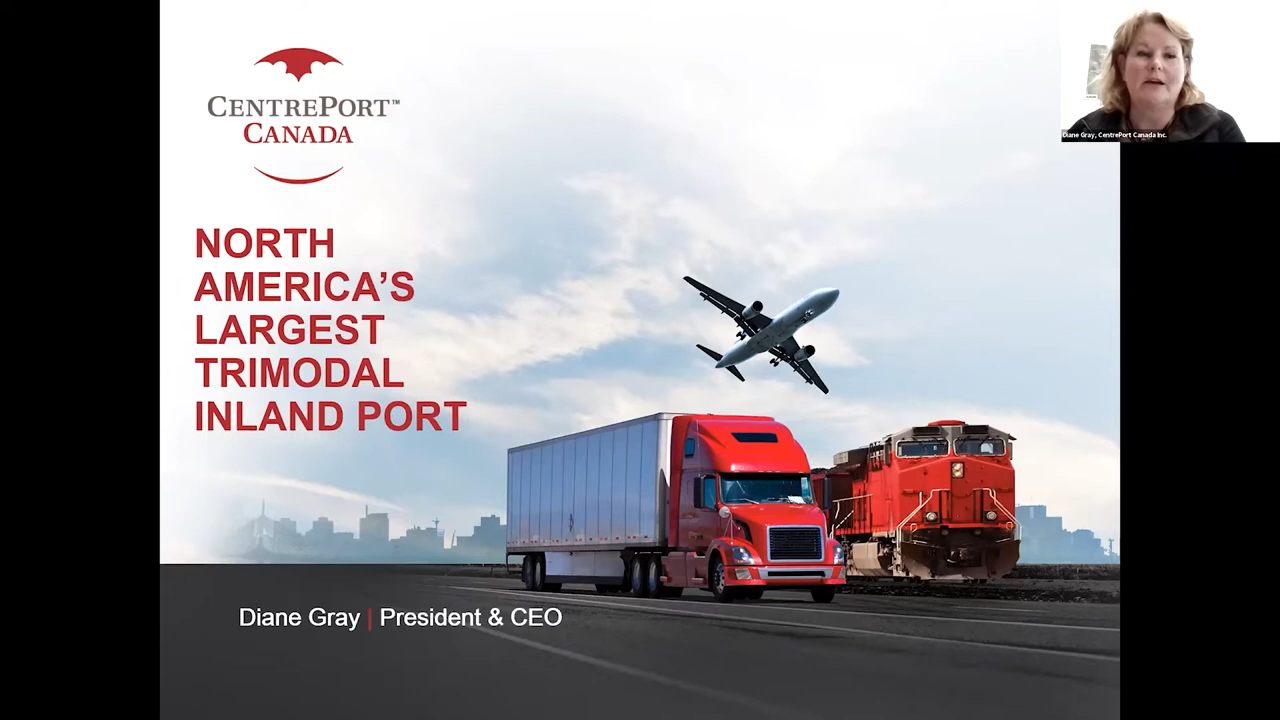 CENTREPORT™
CANADA
Diane Gray, CentrePort Canada Inc.
NORTH
AMERICA'S
LARGEST
TRIMODAL
INLAND PORT
Diane Gray | President & CEO